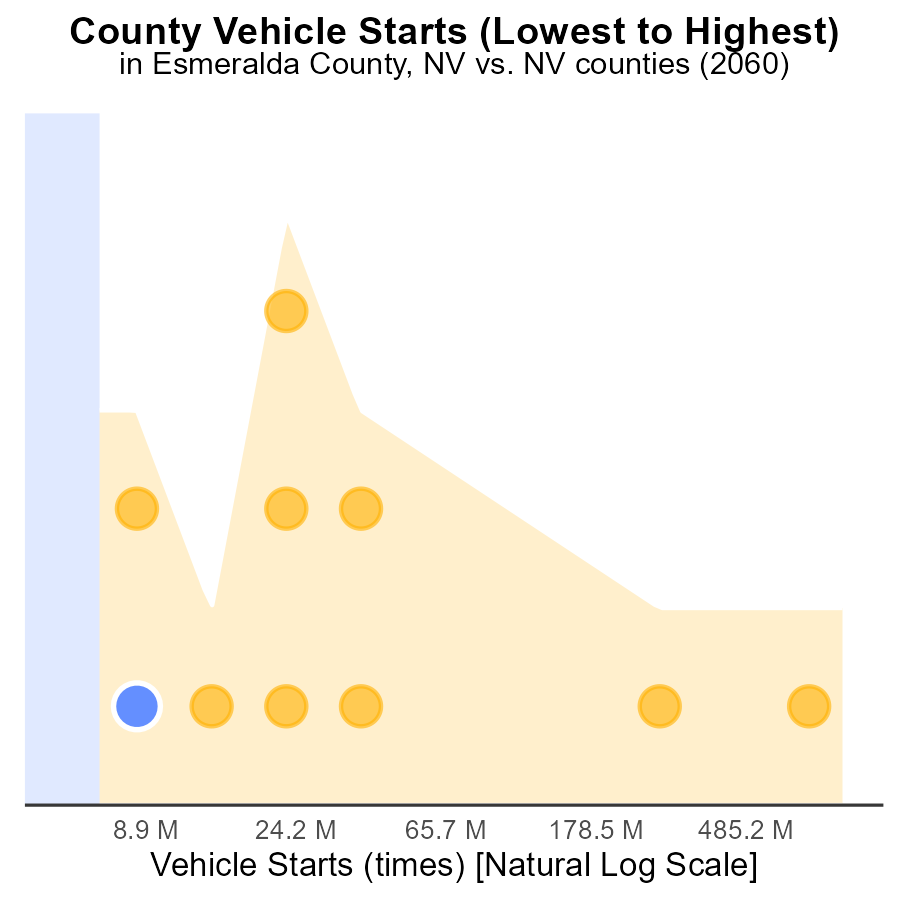 County Vehicle Starts (Lowest to Highest)
in Esmeralda County, NV vs. NV counties (2060)
8.9 M 24.2 M 65.7 M 178.5 M 485.2 M
Vehicle Starts (times) [Natural Log Scale]